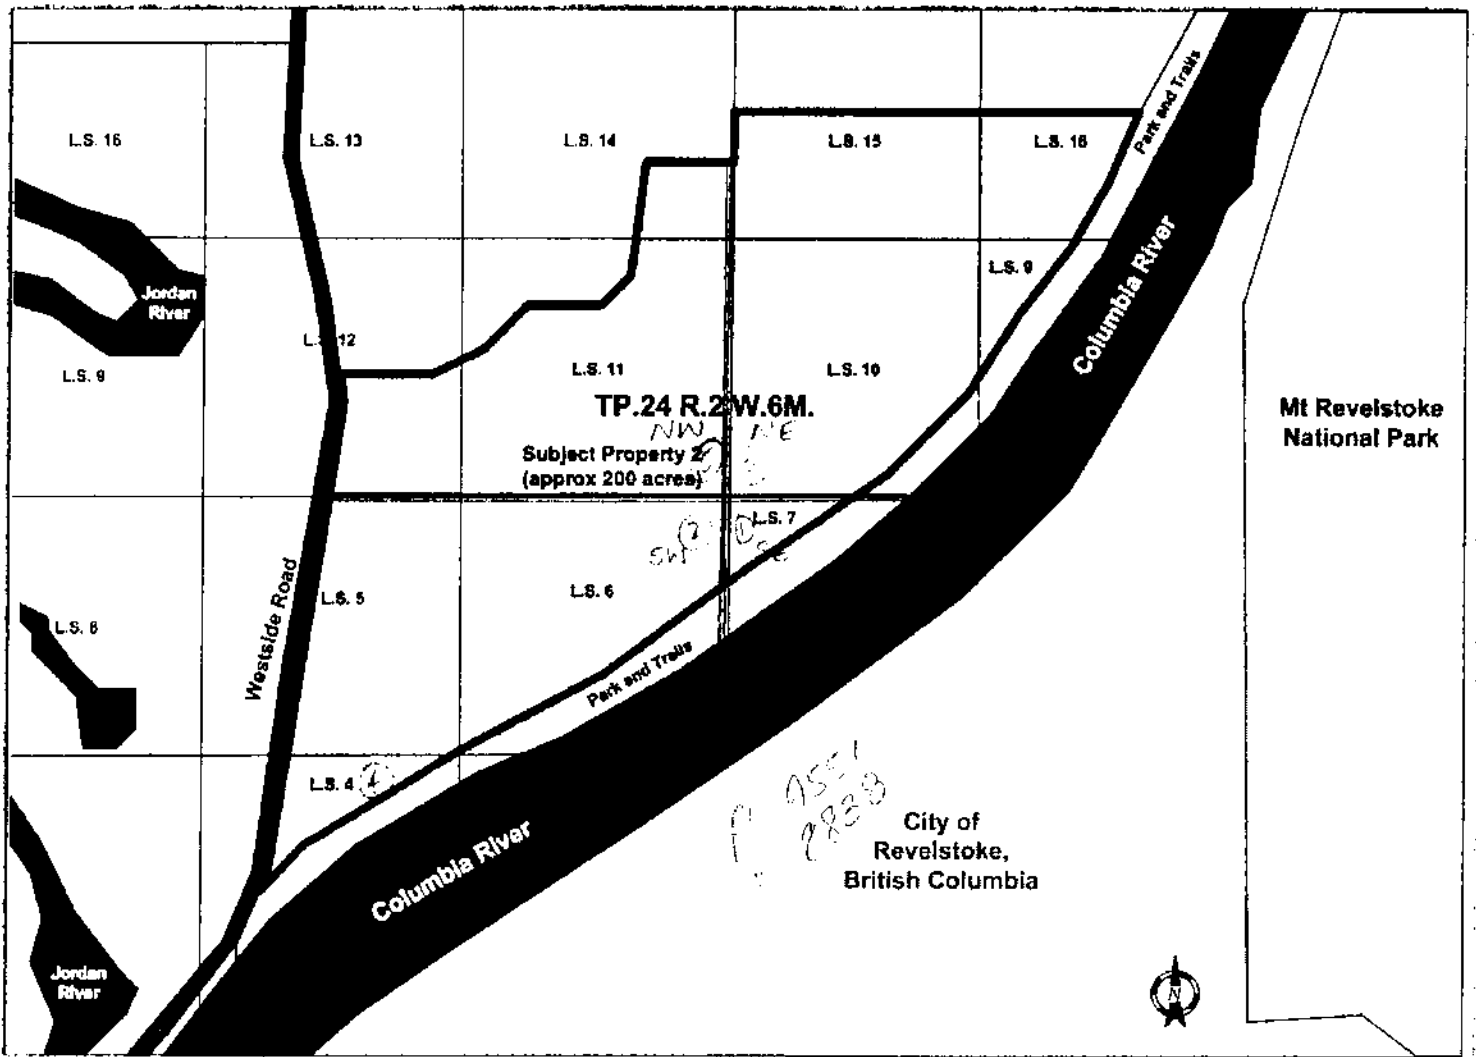 Park and Trails
L.S. 16
L.S. 13
L.S. 14
L.S. 15
L.S. 16
Columbia River
L.S. 9
Jordan
River
L.S. 12
L.S. 9
L.S. 11
L.S. 10
TP.24 R.2 W.6M.
Mt Revelstoke
National Park
NW NE
Subject Property 2
(approx 200 acres)
L.S. 7
SW SE
Westside Road
L.S. 5
L.S. 6
L.S. 8
Park and Trails
L.S. 4
City of
Revelstoke,
British Columbia
Columbia River
Jordan
River
N